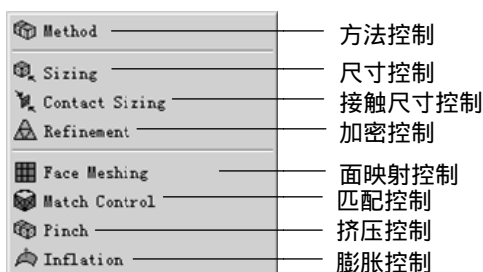 Method 方法控制
Sizing 尺寸控制
Contact Sizing 接触尺寸控制
Refinement 加密控制
Face Meshing 面映射控制
Match Control 匹配控制
Pinch 挤压控制
Inflation 膨胀控制